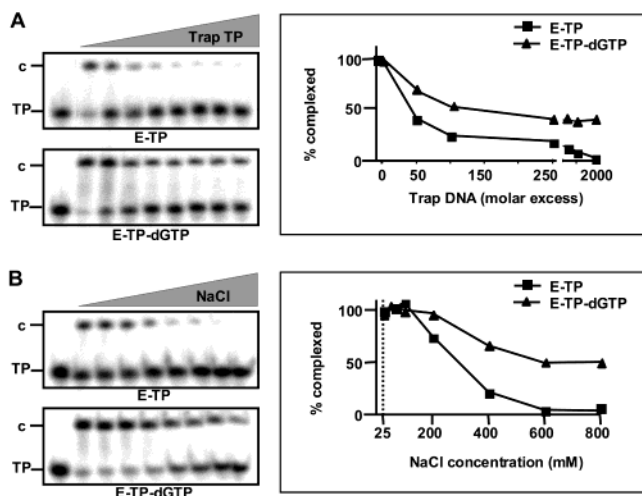 A
Trap TP
c
TP
E-TP
c
TP
E-TP-dGTP
E-TP
E-TP-dGTP
% complexed
100
50
0
0 50 150 250 2000
Trap DNA (molar excess)
B
NaCl
c
TP
E-TP
c
TP
E-TP-dGTP
E-TP
E-TP-dGTP
% complexed
100
50
0
25 200 400 600 800
NaCl concentration (mM)